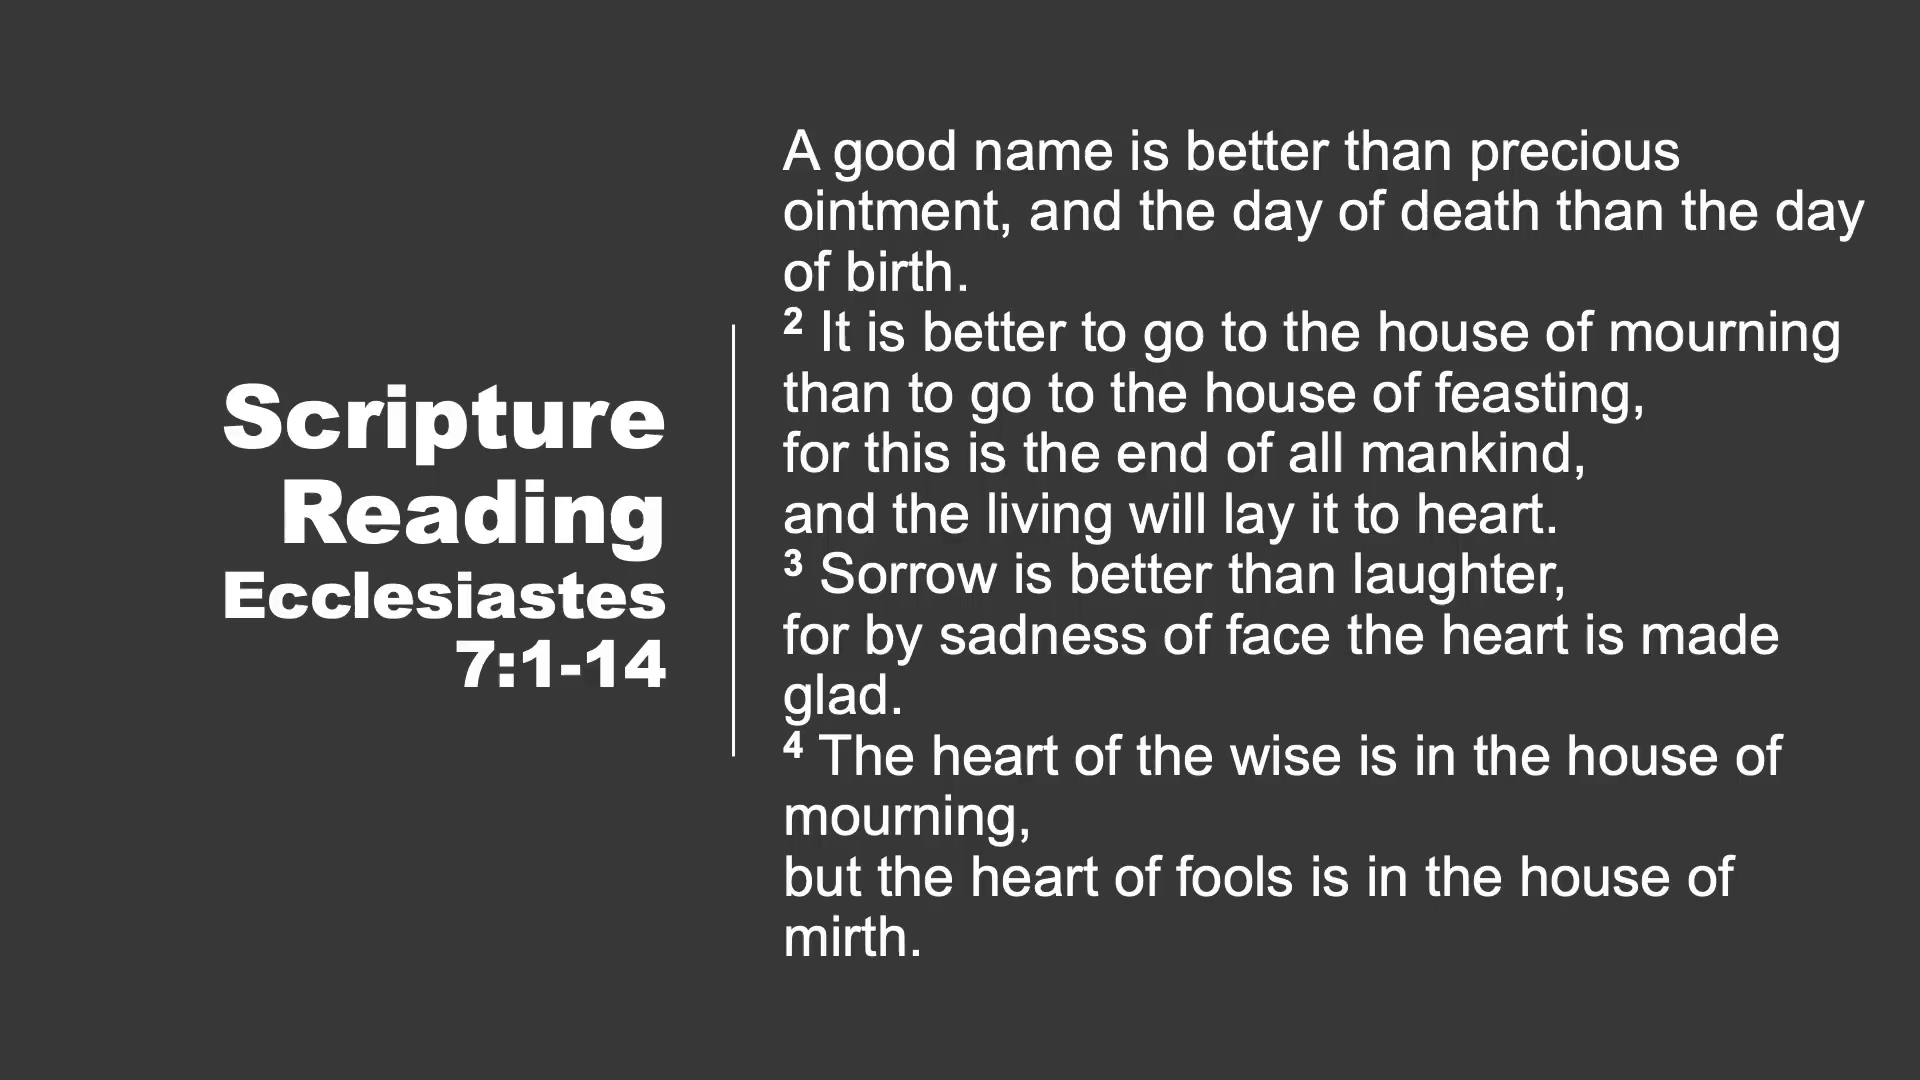 Scripture
Reading
Ecclesiastes
7:1-14
A good name is better than precious
ointment, and the day of death than the day
of birth.
2 It is better to go to the house of mourning
than to go to the house of feasting,
for this is the end of all mankind,
and the living will lay it to heart.
3 Sorrow is better than laughter,
for by sadness of face the heart is made
glad.
4 The heart of the wise is in the house of
mourning,
but the heart of fools is in the house of
mirth.